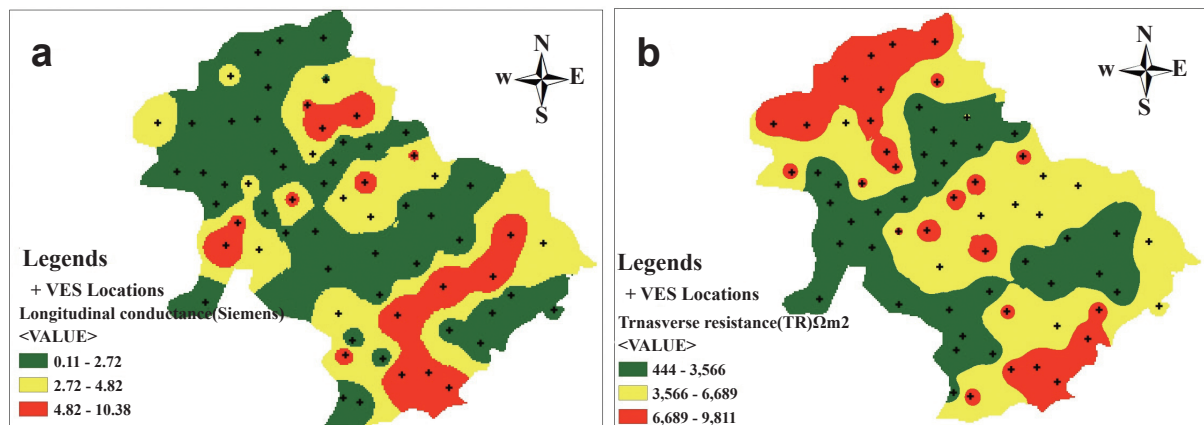 a
N
W E
S
Legends
+ VES Locations
Longitudinal conductance(Siemens)
<VALUE>
0.11 - 2.72
2.72 - 4.82
4.82 - 10.38
b
N
W E
S
Legends
+ VES Locations
Trnasverse resistance(TR)Ωm2
<VALUE>
444 - 3,566
3,566 - 6,689
6,689 - 9,811